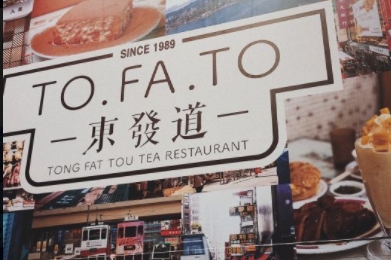 SINCE 1989
TO.FA.TO
東發道
TONG FAT TOU TEA RESTAURANT